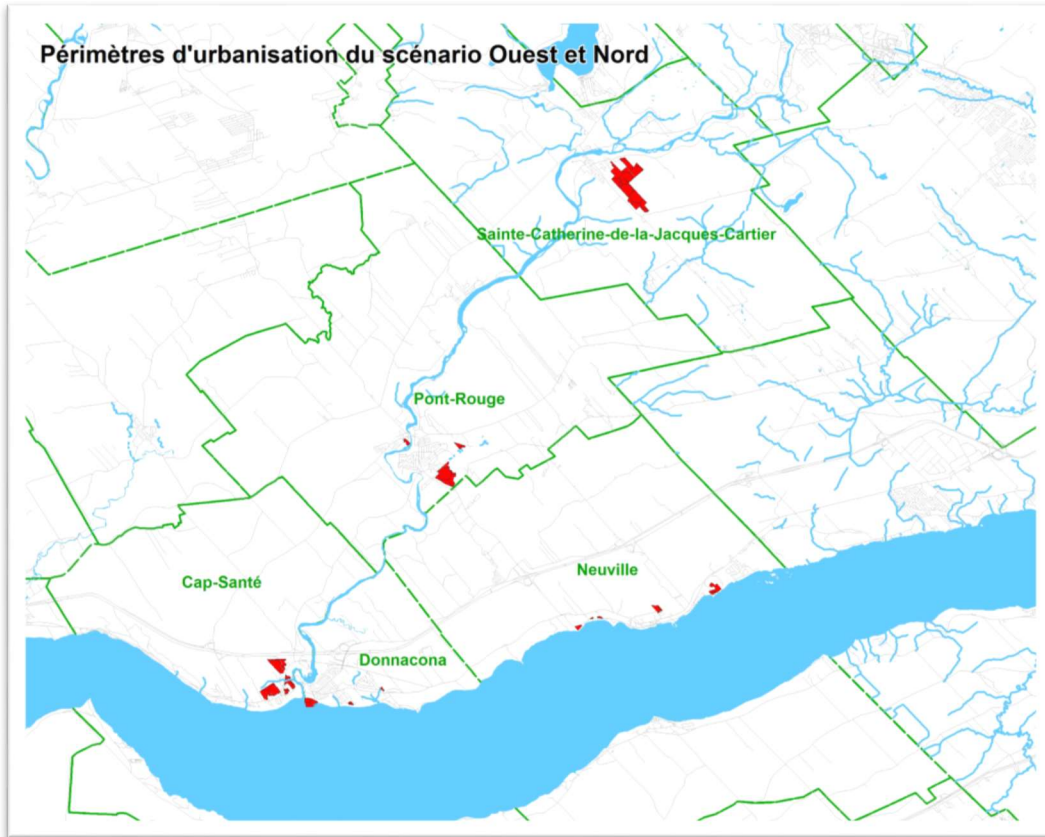 Périmètres d'urbanisation du scénario Ouest et Nord
Sainte-Catherine-de-la-Jacques-Cartier
Pont-Rouge
Neuville
Cap-Santé
Donnacona